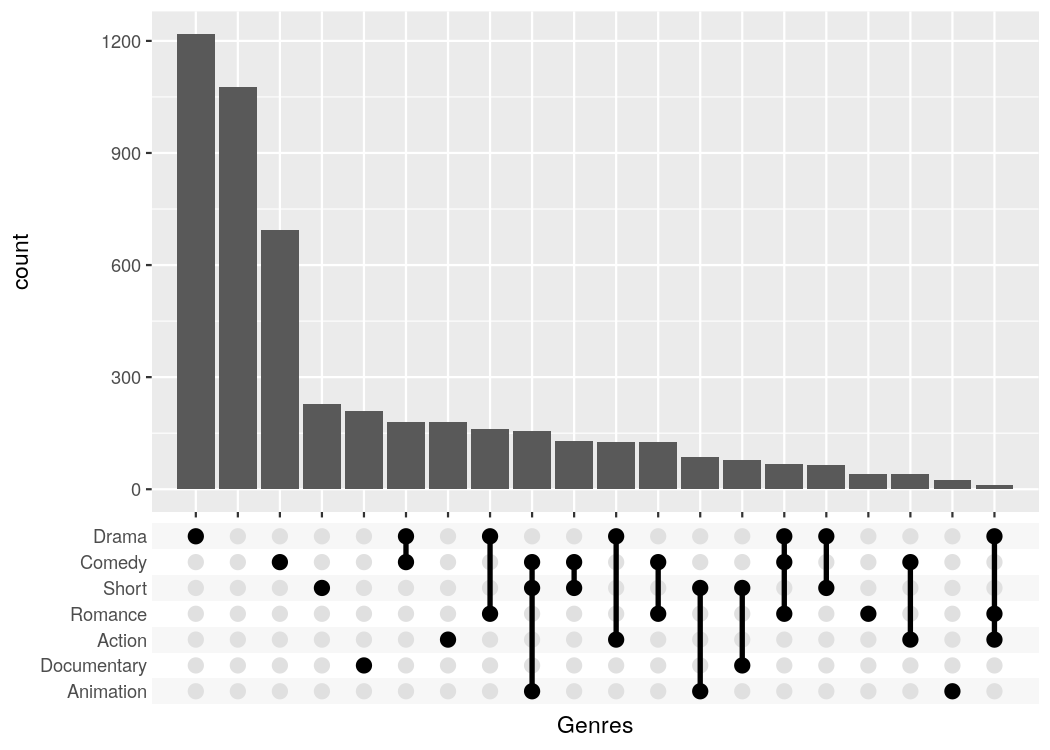 1200
900
600
300
0
count
Drama
Comedy
Short
Romance
Action
Documentary
Animation
Genres